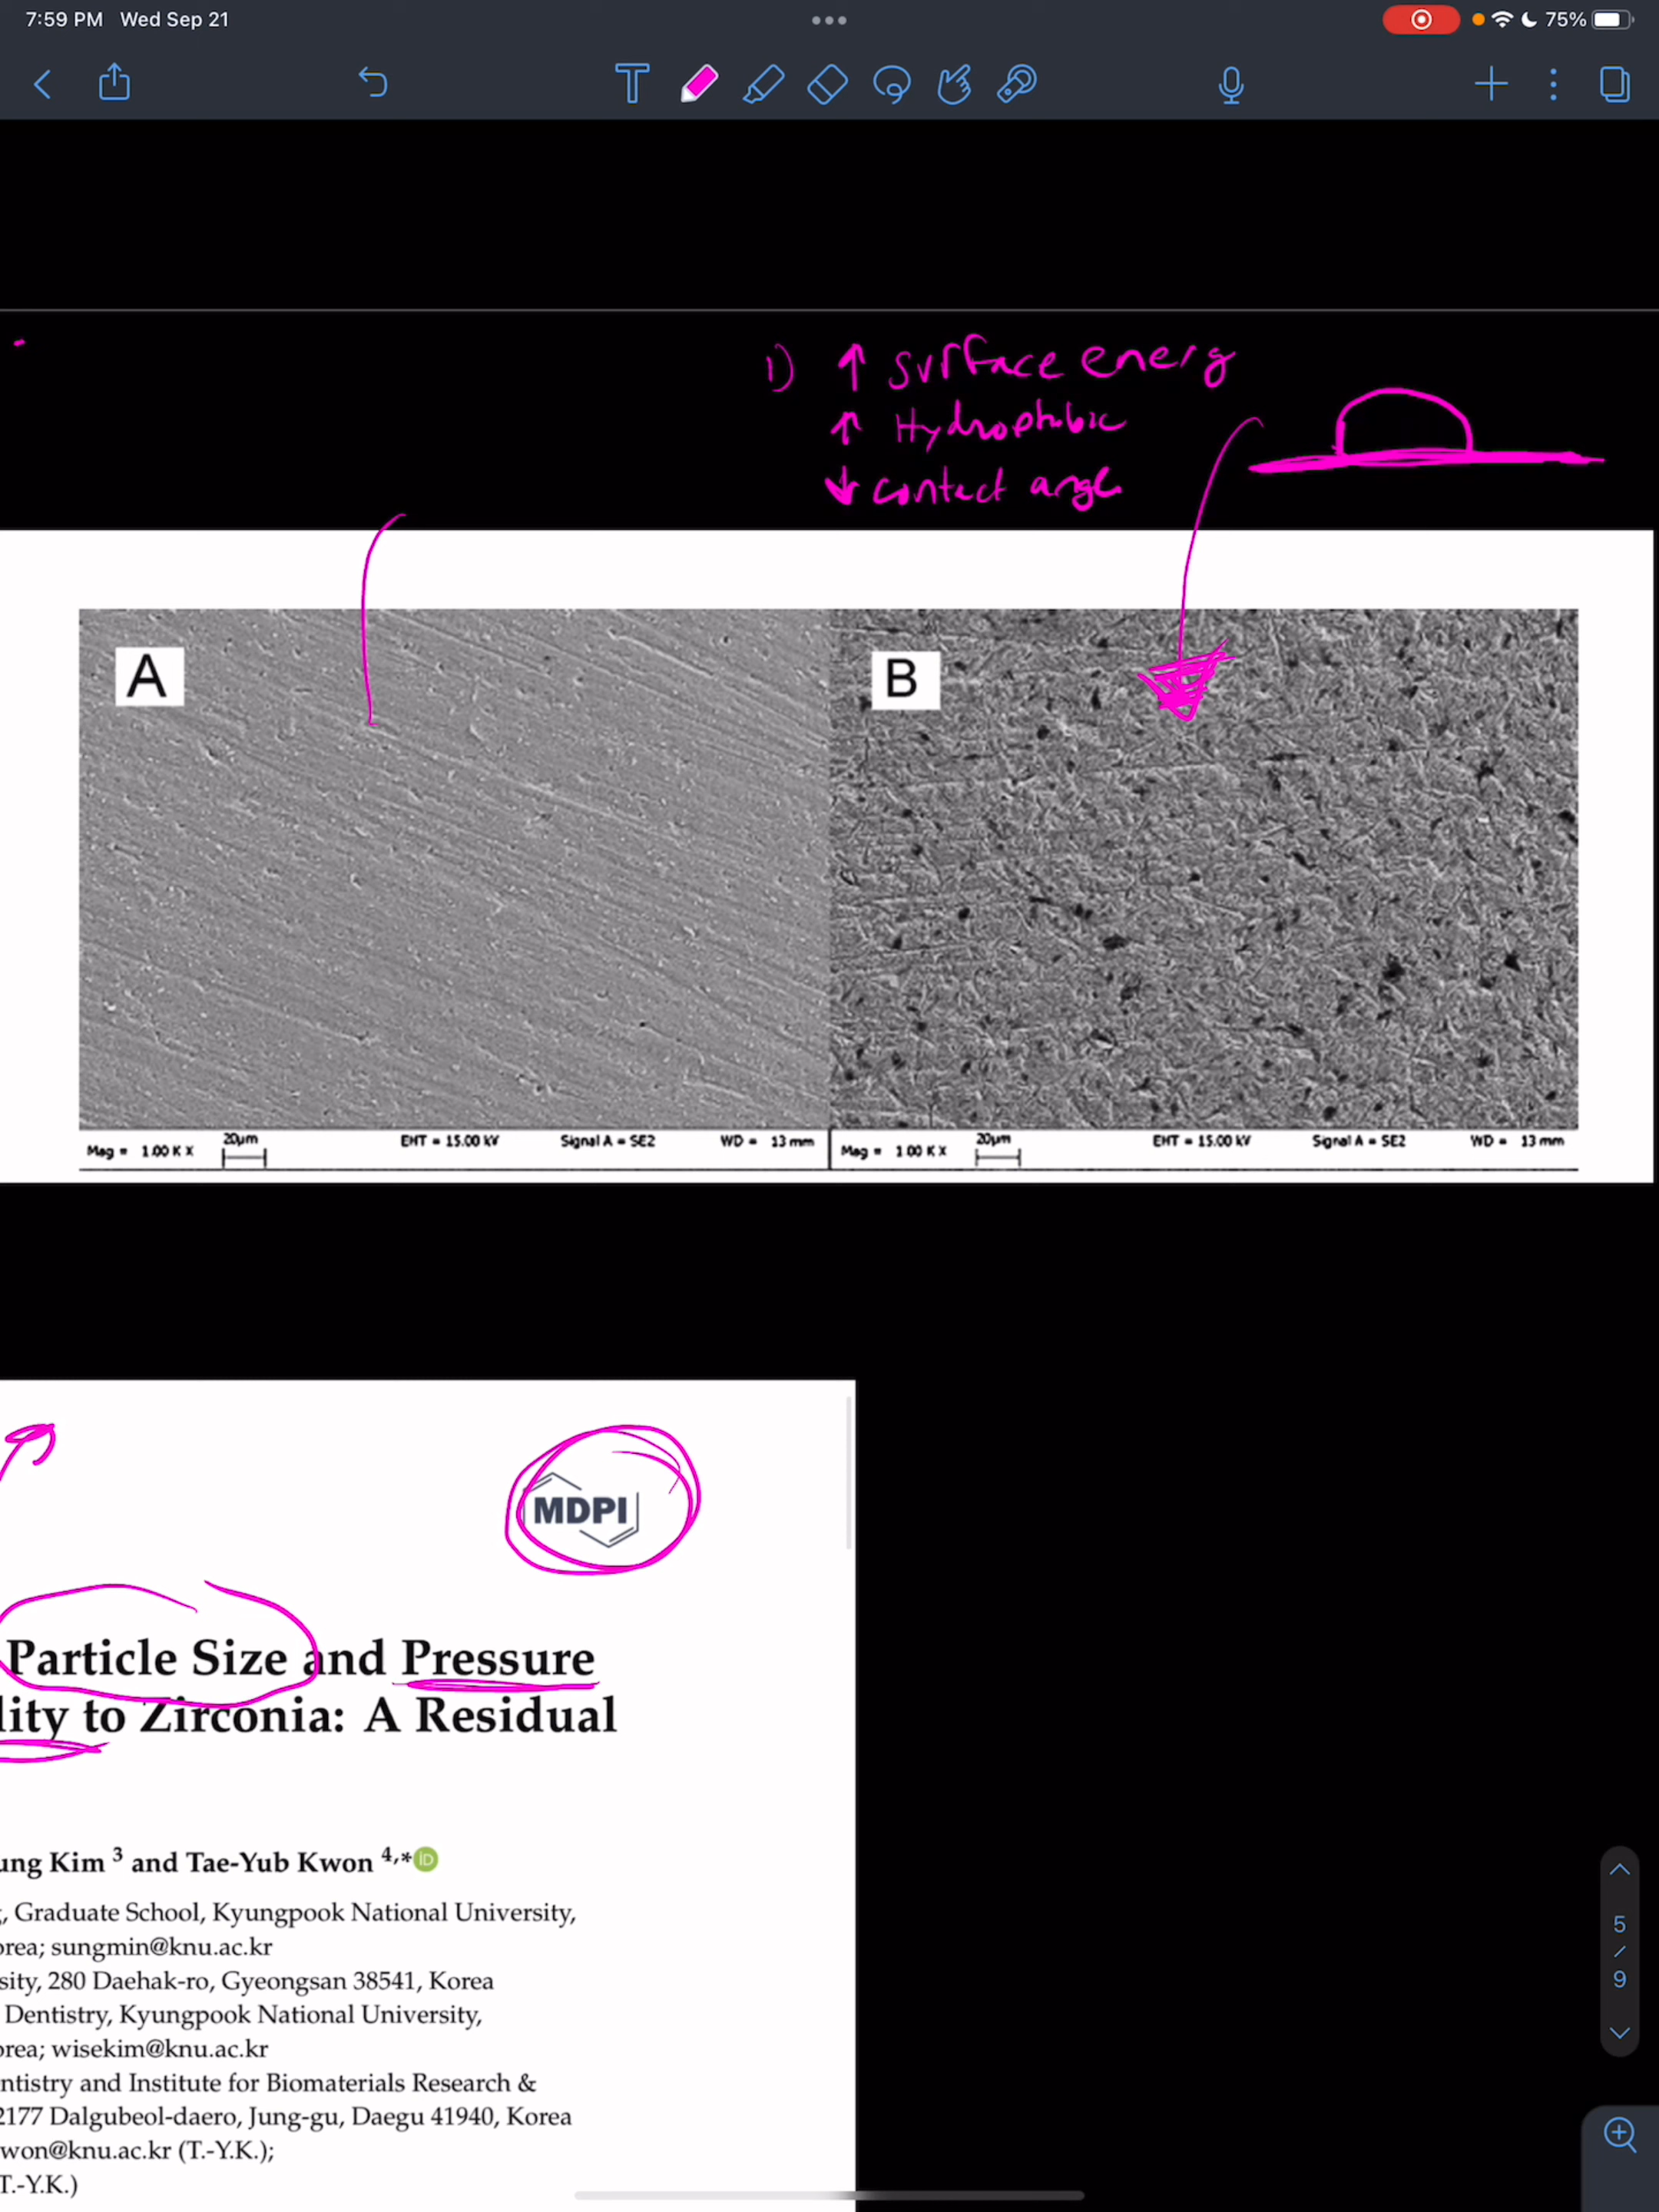 7:59 PM Wed Sep 21
75%
T
1) ↑ Surface energ
↑ Hydrophobic
↓ contact angle
A
B
Mag = 1.00 K X 20µm EHT = 15.00 kV Signal A = SE2 WD = 13 mm
Mag = 1.00 K X 20µm EHT = 15.00 kV Signal A = SE2 WD = 13 mm
MDPI
Particle Size and Pressure
lity to Zirconia: A Residual
ung Kim 3 and Tae-Yub Kwon 4,* iD
, Graduate School, Kyungpook National University,
orea; sungmin@knu.ac.kr
sity, 280 Daehak-ro, Gyeongsan 38541, Korea
Dentistry, Kyungpook National University,
orea; wisekim@knu.ac.kr
ntistry and Institute for Biomaterials Research &
2177 Dalgubeol-daero, Jung-gu, Daegu 41940, Korea
won@knu.ac.kr (T.-Y.K.);
T.-Y.K.)
5
/
9